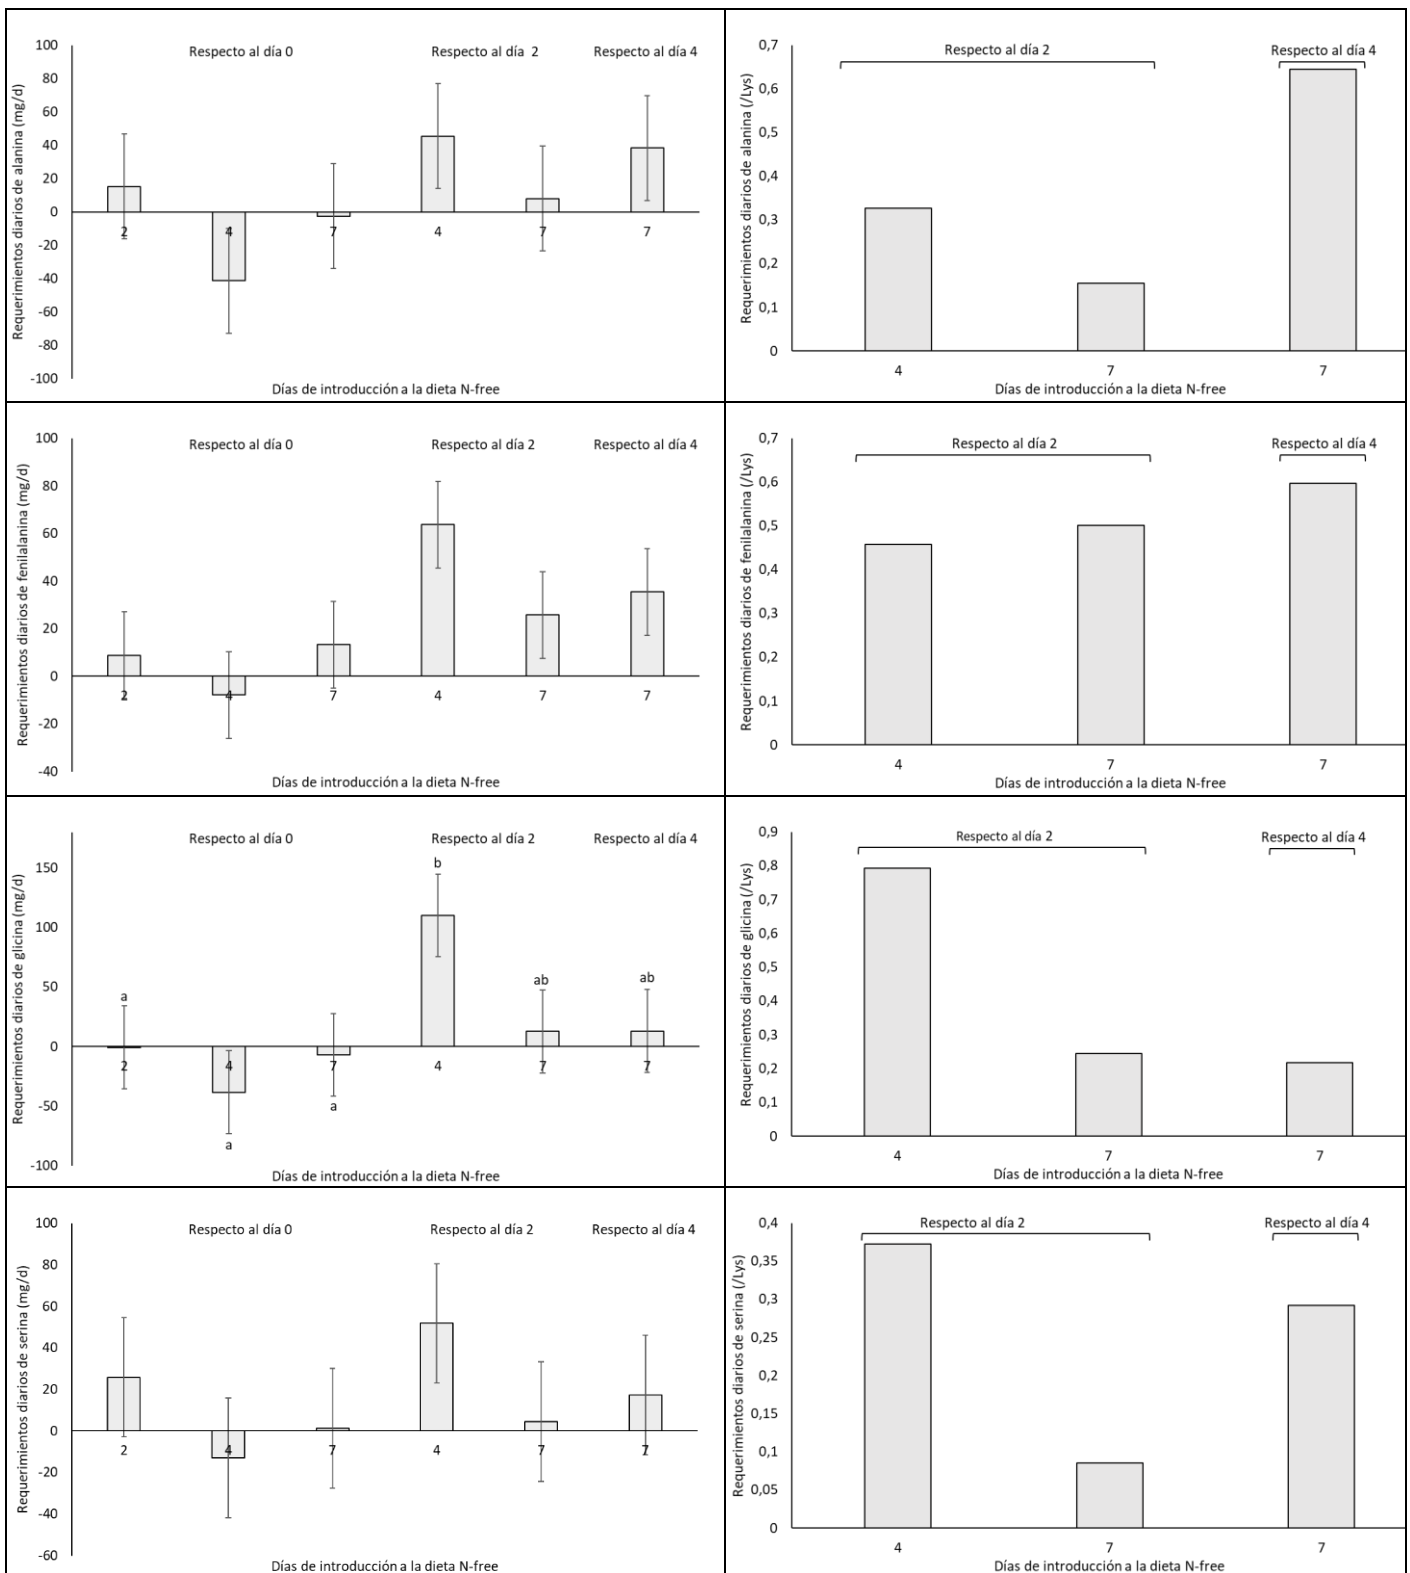 Requerimientos diarios de alanina (mg/d)
Respecto al día 0
Respecto al día 2
Respecto al día 4
100
80
60
40
20
0
-20
-40
-60
-80
-100
2
4
7
4
7
7
Días de introducción a la dieta N-free
Requerimientos diarios de alanina (/Lys)
Respecto al día 2
Respecto al día 4
0,7
0,6
0,5
0,4
0,3
0,2
0,1
0
4
7
7
Días de introducción a la dieta N-free
Requerimientos diarios de fenilalanina (mg/d)
Respecto al día 0
Respecto al día 2
Respecto al día 4
100
80
60
40
20
0
-20
-40
2
4
7
4
7
7
Días de introducción a la dieta N-free
Requerimientos diarios de fenilalanina (/Lys)
Respecto al día 2
Respecto al día 4
0,7
0,6
0,5
0,4
0,3
0,2
0,1
0
4
7
7
Días de introducción a la dieta N-free
Requerimientos diarios de glicina (mg/d)
Respecto al día 0
Respecto al día 2
Respecto al día 4
150
100
50
0
-50
-100
a
a
a
b
ab
ab
2
4
7
4
7
7
Días de introducción a la dieta N-free
Requerimientos diarios de glicina (/Lys)
Respecto al día 2
Respecto al día 4
0,9
0,8
0,7
0,6
0,5
0,4
0,3
0,2
0,1
0
4
7
7
Días de introducción a la dieta N-free
Requerimientos diarios de serina (mg/d)
Respecto al día 0
Respecto al día 2
Respecto al día 4
100
80
60
40
20
0
-20
-40
-60
2
4
7
4
7
7
Días de introducción a la dieta N-free
Requerimientos diarios de serina (/Lys)
Respecto al día 2
Respecto al día 4
0,4
0,35
0,3
0,25
0,2
0,15
0,1
0,05
0
4
7
7
Días de introducción a la dieta N-free